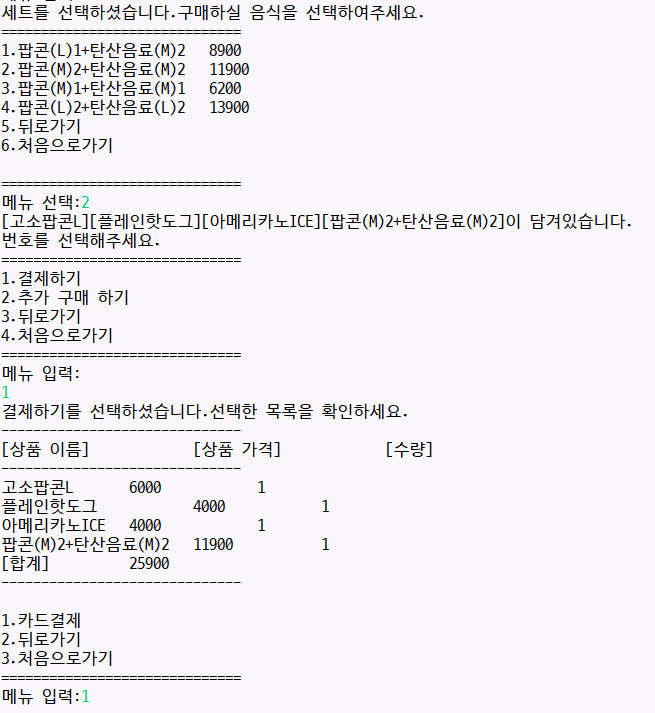 세트를 선택하셨습니다.구매하실 음식을 선택하여주세요.
==============================
1.팝콘(L)1+탄산음료(M)2 8900
2.팝콘(M)2+탄산음료(M)2 11900
3.팝콘(M)1+탄산음료(M)1 6200
4.팝콘(L)2+탄산음료(L)2 13900
5.뒤로가기
6.처음으로가기
==============================
메뉴 선택:2
[고소팝콘L][플레인핫도그][아메리카노ICE][팝콘(M)2+탄산음료(M)2]이 담겨있습니다.
번호를 선택해주세요.
==============================
1.결제하기
2.추가 구매 하기
3.뒤로가기
4.처음으로가기
==============================
메뉴 입력:
1
결제하기를 선택하셨습니다.선택한 목록을 확인하세요.
------------------------------
[상품 이름] [상품 가격] [수량]
------------------------------
고소팝콘L 6000 1
플레인핫도그 4000 1
아메리카노ICE 4000 1
팝콘(M)2+탄산음료(M)2 11900 1
[합계] 25900
------------------------------
1.카드결제
2.뒤로가기
3.처음으로가기
==============================
메뉴 입력:1